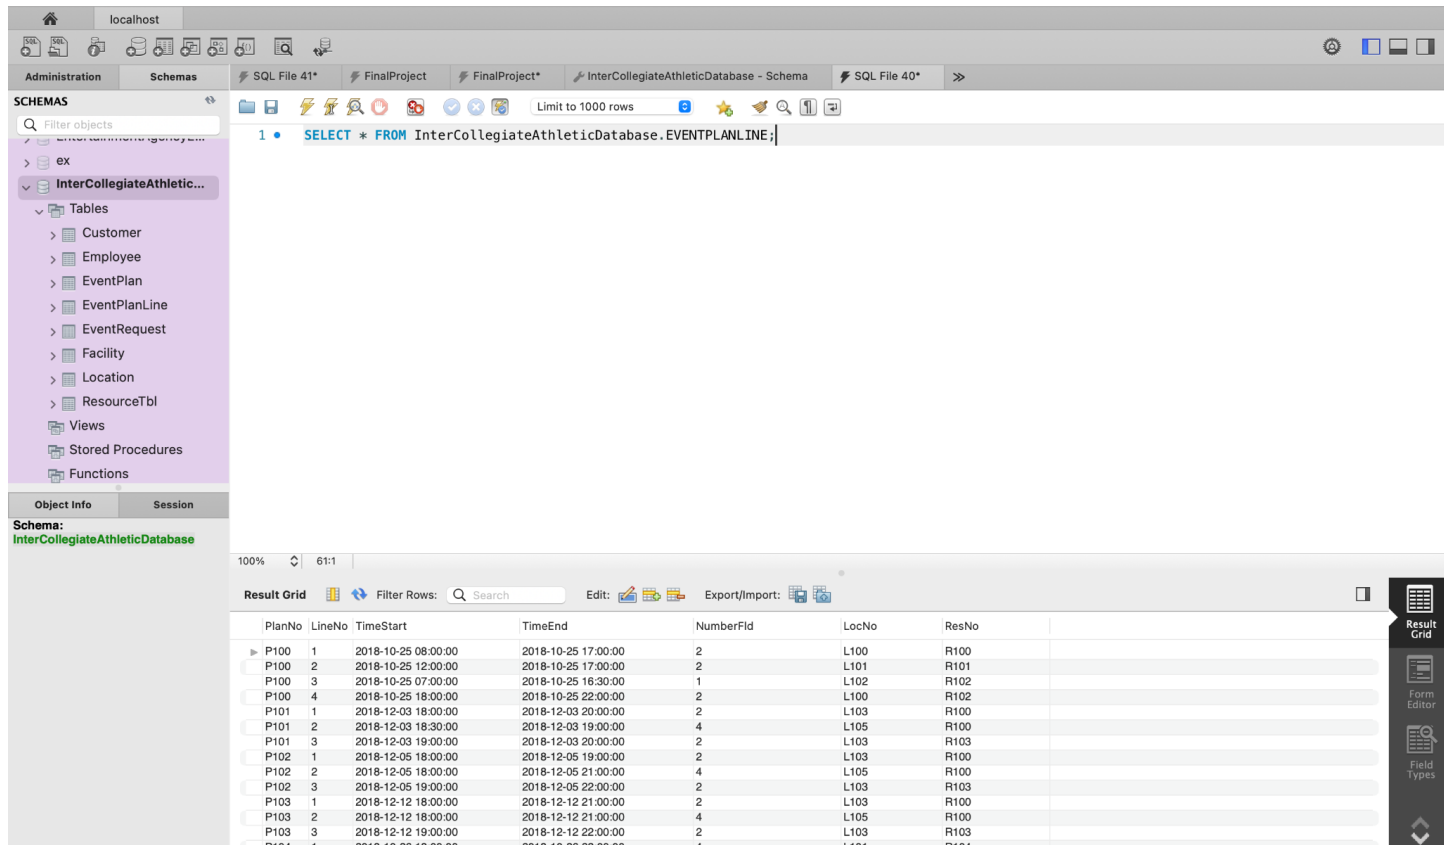 localhost
Administration Schemas SQL File 41* FinalProject FinalProject* InterCollegiateAthleticDatabase - Schema SQL File 40*
SCHEMAS
Filter objects
Limit to 1000 rows
1 SELECT * FROM InterCollegiateAthleticDatabase.EVENTPLANLINE;
ex
InterCollegiateAthletic...
Tables
Customer
Employee
EventPlan
EventPlanLine
EventRequest
Facility
Location
ResourceTbl
Views
Stored Procedures
Functions
Object Info Session
Schema:
InterCollegiateAthleticDatabase
100% 61:1
Result Grid Filter Rows: Search Edit: Export/Import:
PlanNo LineNo TimeStart TimeEnd NumberFld LocNo ResNo
P100 1 2018-10-25 08:00:00 2018-10-25 17:00:00 2 L100 R100
P100 2 2018-10-25 12:00:00 2018-10-25 17:00:00 2 L101 R101
P100 3 2018-10-25 07:00:00 2018-10-25 16:30:00 1 L102 R102
P100 4 2018-10-25 18:00:00 2018-10-25 22:00:00 2 L100 R102
P101 1 2018-12-03 18:00:00 2018-12-03 20:00:00 2 L103 R100
P101 2 2018-12-03 18:30:00 2018-12-03 19:00:00 4 L105 R100
P101 3 2018-12-03 19:00:00 2018-12-03 20:00:00 2 L103 R103
P102 1 2018-12-05 18:00:00 2018-12-05 19:00:00 2 L103 R100
P102 2 2018-12-05 18:00:00 2018-12-05 21:00:00 4 L105 R100
P102 3 2018-12-05 19:00:00 2018-12-05 22:00:00 2 L103 R103
P103 1 2018-12-12 18:00:00 2018-12-12 21:00:00 2 L103 R100
P103 2 2018-12-12 18:00:00 2018-12-12 21:00:00 4 L105 R100
P103 3 2018-12-12 19:00:00 2018-12-12 22:00:00 2 L103 R103
Result
Grid
Form
Editor
Field
Types